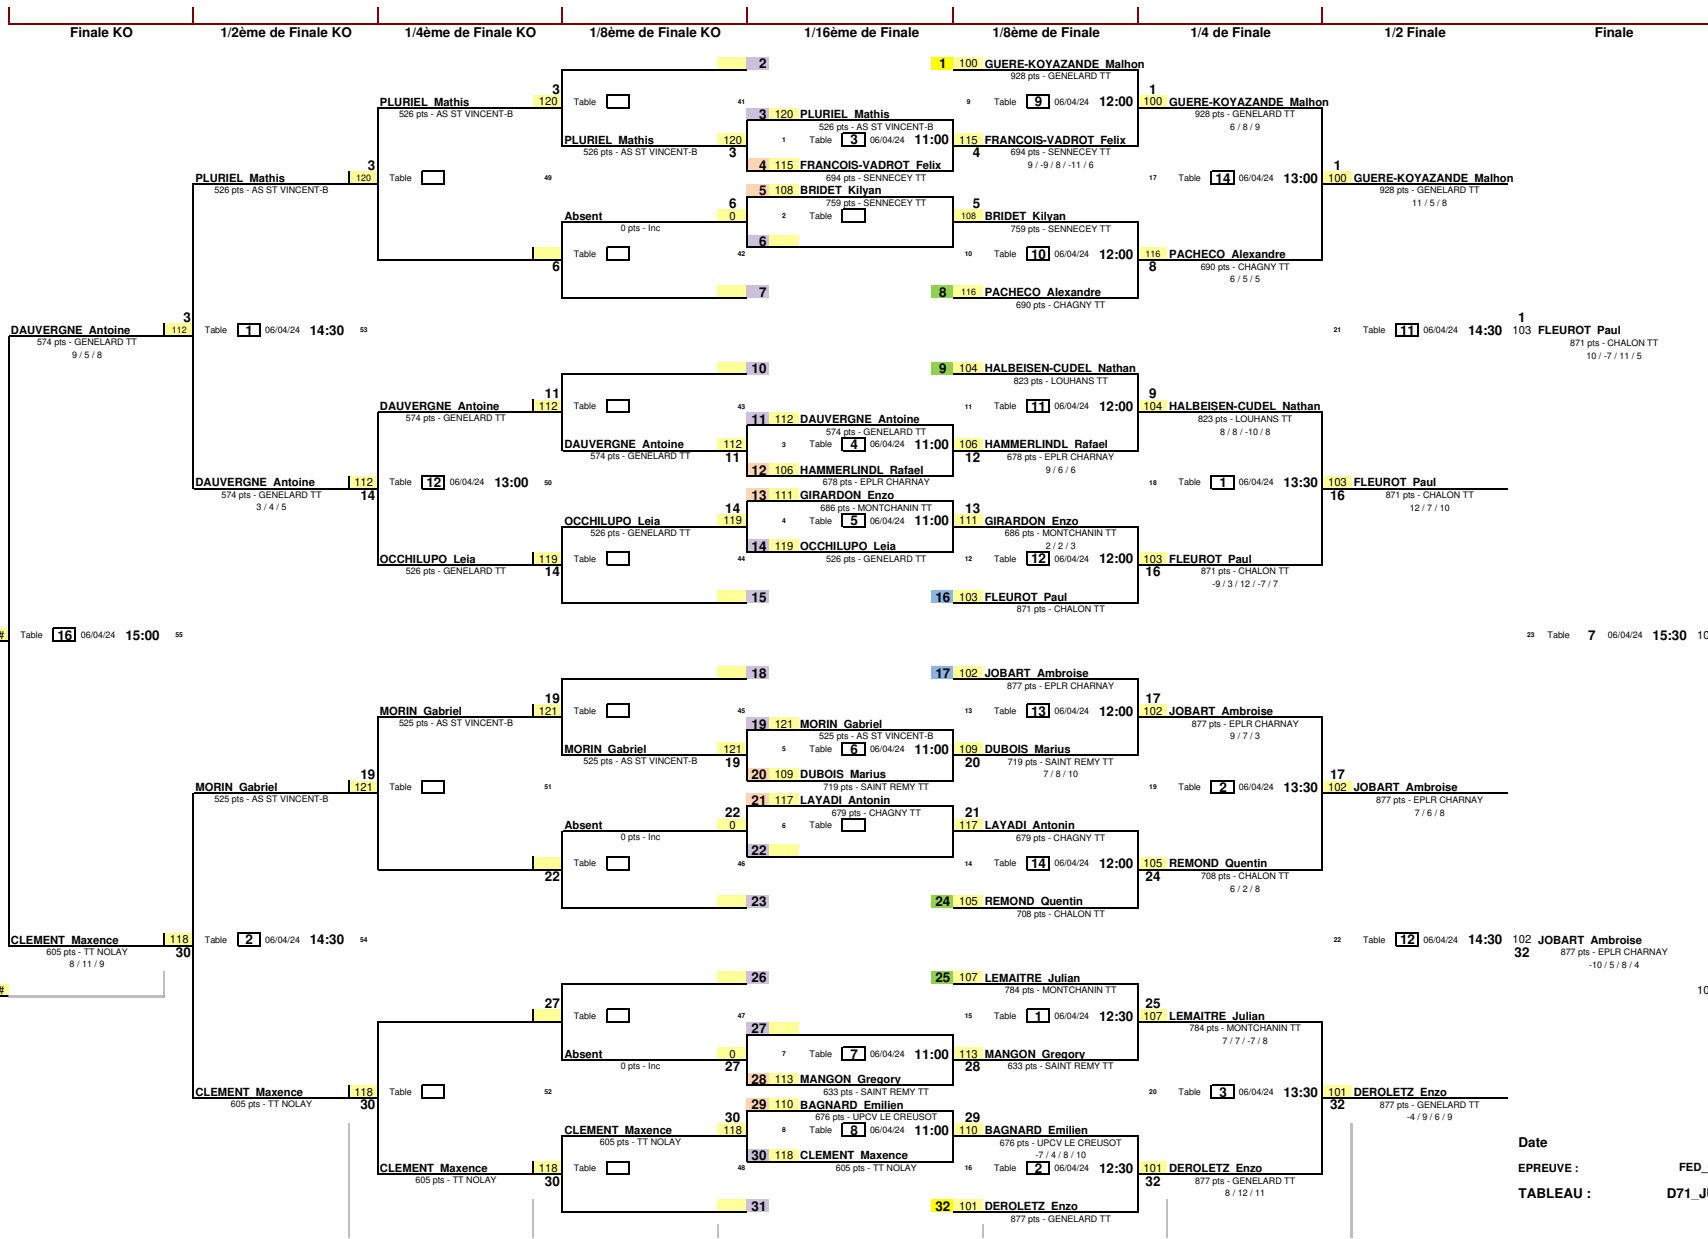 Finale KO 1/2ème de Finale KO 1/4ème de Finale KO 1/8ème de Finale KO 1/16ème de Finale 1/8ème de Finale 1/4 de Finale 1/2 Finale Finale
2 1 100 GUERE-KOYAZANDE Malhon
928 pts - GENELARD TT
3 1
PLURIEL Mathis 120 Table 41 9 Table 9 06/04/24 12:00 100 GUERE-KOYAZANDE Malhon
526 pts - AS ST VINCENT-B 3 120 PLURIEL Mathis 928 pts - GENELARD TT
526 pts - AS ST VINCENT-B 6 / 8 / 9
PLURIEL Mathis 120 1 Table 3 06/04/24 11:00 115 FRANCOIS-VADROT Felix
526 pts - AS ST VINCENT-B 3 4 694 pts - SENNECEY TT
3 4 115 FRANCOIS-VADROT Felix 9 / -9 / 8 / -11 / 6 1
PLURIEL Mathis 120 Table 49 694 pts - SENNECEY TT 17 Table 14 06/04/24 13:00 100 GUERE-KOYAZANDE Malhon
526 pts - AS ST VINCENT-B 5 108 BRIDET Kilyan 928 pts - GENELARD TT
6 759 pts - SENNECEY TT 5 11 / 5 / 8
Absent 0 2 Table 108 BRIDET Kilyan
0 pts - Inc 759 pts - SENNECEY TT
6
Table 42 10 Table 10 06/04/24 12:00 116 PACHECO Alexandre
6 8 690 pts - CHAGNY TT
6 / 5 / 5
7 8 116 PACHECO Alexandre
690 pts - CHAGNY TT
3 1
DAUVERGNE Antoine 112 Table 1 06/04/24 14:30 53 21 Table 11 06/04/24 14:30 103 FLEUROT Paul
574 pts - GENELARD TT 871 pts - CHALON TT
9 / 5 / 8 10 / -7 / 11 / 5
10 9 104 HALBEISEN-CUDEL Nathan
823 pts - LOUHANS TT
11 9
DAUVERGNE Antoine 112 Table 43 11 Table 11 06/04/24 12:00 104 HALBEISEN-CUDEL Nathan
574 pts - GENELARD TT 11 112 DAUVERGNE Antoine 823 pts - LOUHANS TT
574 pts - GENELARD TT 8 / 8 / -10 / 8
DAUVERGNE Antoine 112 3 Table 4 06/04/24 11:00 106 HAMMERLINDL Rafael
574 pts - GENELARD TT 11 12 678 pts - EPLR CHARNAY
12 106 HAMMERLINDL Rafael 9 / 6 / 6
DAUVERGNE Antoine 112 Table 12 06/04/24 13:00 50 678 pts - EPLR CHARNAY 18 Table 1 06/04/24 13:30 103 FLEUROT Paul
574 pts - GENELARD TT 14 13 111 GIRARDON Enzo 16 871 pts - CHALON TT
3 / 4 / 5 14 686 pts - MONTCHANIN TT 13 12 / 7 / 10
OCCHILUPO Leia 119 4 Table 5 06/04/24 11:00 111 GIRARDON Enzo
526 pts - GENELARD TT 686 pts - MONTCHANIN TT
14 119 OCCHILUPO Leia 2 / 2 / 3
OCCHILUPO Leia 119 Table 44 526 pts - GENELARD TT 12 Table 12 06/04/24 12:00 103 FLEUROT Paul
526 pts - GENELARD TT 14 16 871 pts - CHALON TT
-9 / 3 / 12 / -7 / 7
15 16 103 FLEUROT Paul
871 pts - CHALON TT
# Table 16 06/04/24 15:00 55 23 Table 7 06/04/24 15:30 10
18 17 102 JOBART Ambroise
877 pts - EPLR CHARNAY
19 17
MORIN Gabriel 121 Table 45 13 Table 13 06/04/24 12:00 102 JOBART Ambroise
525 pts - AS ST VINCENT-B 19 121 MORIN Gabriel 877 pts - EPLR CHARNAY
525 pts - AS ST VINCENT-B 9 / 7 / 3
MORIN Gabriel 121 5 Table 6 06/04/24 11:00 109 DUBOIS Marius
525 pts - AS ST VINCENT-B 19 20 719 pts - SAINT REMY TT
19 20 109 DUBOIS Marius 7 / 8 / 10 17
MORIN Gabriel 121 Table 51 719 pts - SAINT REMY TT 19 Table 2 06/04/24 13:30 102 JOBART Ambroise
525 pts - AS ST VINCENT-B 21 117 LAYADI Antonin 877 pts - EPLR CHARNAY
22 679 pts - CHAGNY TT 21 7 / 6 / 8
Absent 0 6 Table 117 LAYADI Antonin
0 pts - Inc 679 pts - CHAGNY TT
22
Table 46 14 Table 14 06/04/24 12:00 105 REMOND Quentin
22 24 708 pts - CHALON TT
6 / 2 / 8
23 24 105 REMOND Quentin
708 pts - CHALON TT
CLEMENT Maxence 118 Table 2 06/04/24 14:30 54 22 Table 12 06/04/24 14:30 102 JOBART Ambroise
605 pts - TT NOLAY 30 32 877 pts - EPLR CHARNAY
8 / 11 / 9 -10 / 5 / 8 / 4
26 25 107 LEMAITRE Julian
# 784 pts - MONTCHANIN TT 10
27 25
Table 47 15 Table 1 06/04/24 12:30 107 LEMAITRE Julian
27 784 pts - MONTCHANIN TT
7 / 7 / -7 / 8
Absent 0 7 Table 7 06/04/24 11:00 113 MANGON Gregory
0 pts - Inc 27 28 633 pts - SAINT REMY TT
28 113 MANGON Gregory
CLEMENT Maxence 118 Table 52 633 pts - SAINT REMY TT 20 Table 3 06/04/24 13:30 101 DEROLETZ Enzo
605 pts - TT NOLAY 30 29 110 BAGNARD Emilien 32 877 pts - GENELARD TT
30 676 pts - UPCV LE CREUSOT 29 -4 / 9 / 6 / 9
CLEMENT Maxence 118 8 Table 8 06/04/24 11:00 110 BAGNARD Emilien
605 pts - TT NOLAY 676 pts - UPCV LE CREUSOT Date
30 118 CLEMENT Maxence -7 / 4 / 8 / 10
CLEMENT Maxence 118 Table 48 605 pts - TT NOLAY 16 Table 2 06/04/24 12:30 101 DEROLETZ Enzo EPREUVE : FED_
605 pts - TT NOLAY 30 32 877 pts - GENELARD TT
8 / 12 / 11 TABLEAU : D71_JU
31 32 101 DEROLETZ Enzo
877 pts - GENELARD TT